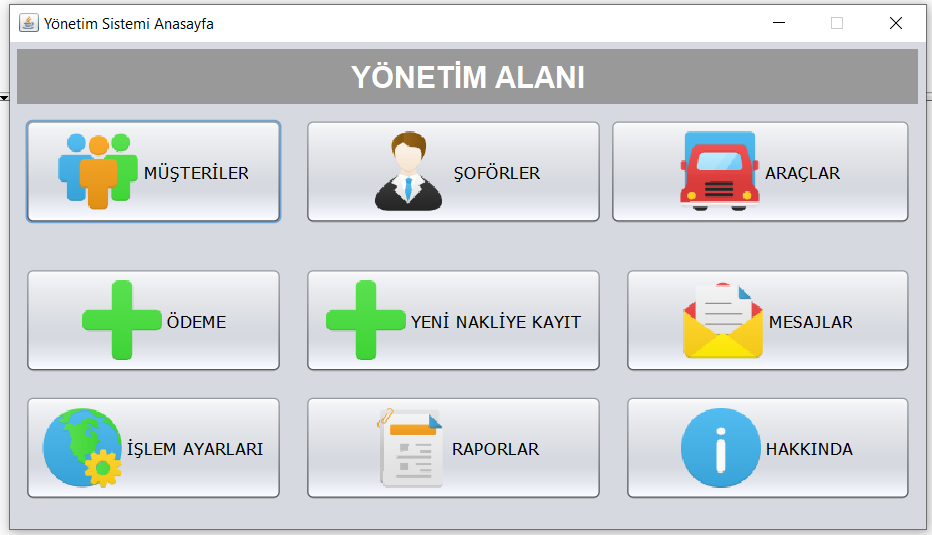 Yönetim Sistemi Anasayfa
YÖNETİM ALANI
MÜŞTERİLER
ŞOFÖRLER
ARAÇLAR
ÖDEME
YENİ NAKLİYE KAYIT
MESAJLAR
İŞLEM AYARLARI
RAPORLAR
HAKKINDA